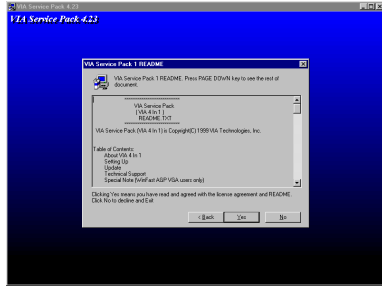 VIA Service Pack 4.23
VIA Service Pack 4.23
VIA Service Pack 1 README
VIA Service Pack 1 README. Press PAGE DOWN key to see the rest of
document.
VIA Service Pack
( VIA 4 in 1 )
README.TXT
VIA Service Pack (VIA 4 In 1) is Copyright(C) 1999 VIA Technologies, Inc.
Table of Contents:
About VIA 4 In 1
Setting Up
Update
Technical Support
Special Note (WinFast AGP VGA users only)
Clicking Yes means you have read and agreed with the license agreement and README.
Click No to decline and Exit
< Back
Yes
No